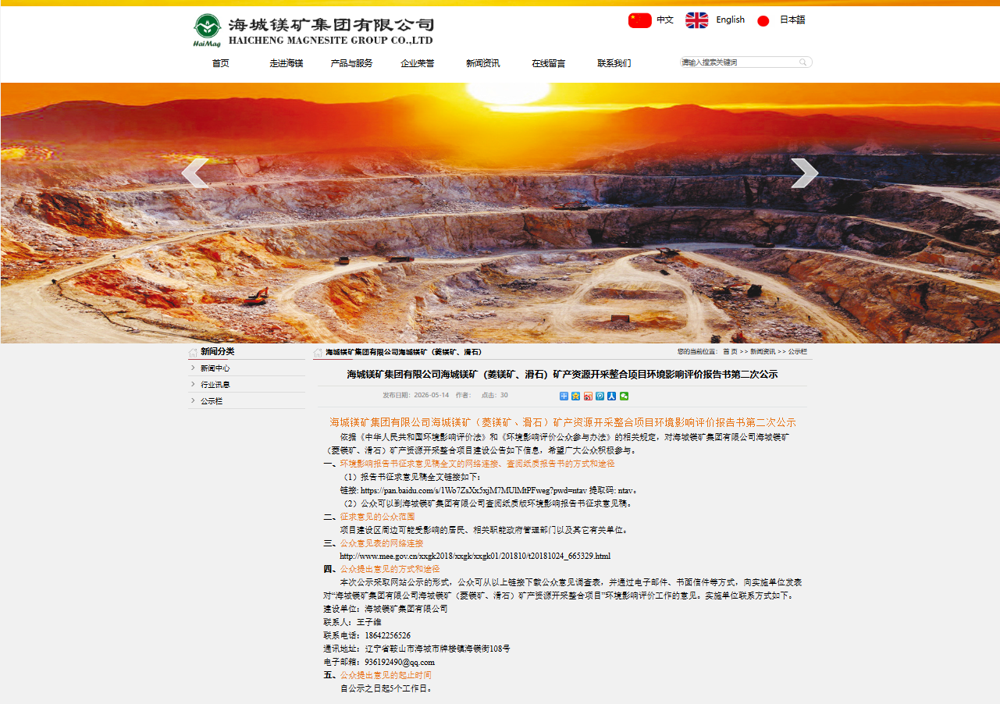 海城镁矿集团有限公司
HAICHENG MAGNESITE GROUP CO.,LTD
HaiMag
中文
English
日本語
首页
走进海镁
产品与服务
企业荣誉
新闻资讯
在线留言
联系我们
请输入搜索关键词
新闻分类
新闻中心
行业讯息
公示栏
海城镁矿集团有限公司海城镁矿（菱镁矿、滑石）
您的当前位置： 首 页 >> 新闻资讯 >> 公示栏
海城镁矿集团有限公司海城镁矿（菱镁矿、滑石）矿产资源开采整合项目环境影响评价报告书第二次公示
发布日期：2026-05-14 作者： 点击：30
海城镁矿集团有限公司海城镁矿（菱镁矿、滑石）矿产资源开采整合项目环境影响评价报告书第二次公示
依据《中华人民共和国环境影响评价法》和《环境影响评价公众参与办法》的相关规定，对海城镁矿集团有限公司海城镁矿
（菱镁矿、滑石）矿产资源开采整合项目建设公告如下信息，希望广大公众积极参与。
一、环境影响报告书征求意见稿全文的网络连接、查阅纸质报告书的方式和途径
（1）报告书征求意见稿全文链接如下：
链接: https://pan.baidu.com/s/1Wo7ZsXx5xjM7MUlMtPFweg?pwd=ntav 提取码: ntav。
（2）公众可以到海城镁矿集团有限公司查阅纸质版环境影响报告书征求意见稿。
二、征求意见的公众范围
项目建设区周边可能受影响的居民、相关职能政府管理部门以及其它有关单位。
三、公众意见表的网络连接
http://www.mee.gov.cn/xxgk2018/xxgk/xxgk01/201810/t20181024_665329.html
四、公众提出意见的方式和途径
本次公示采取网站公示的形式，公众可从以上链接下载公众意见调查表，并通过电子邮件、书面信件等方式，向实施单位发表
对“海城镁矿集团有限公司海城镁矿（菱镁矿、滑石）矿产资源开采整合项目”环境影响评价工作的意见。实施单位联系方式如下。
建设单位：海城镁矿集团有限公司
联系人：王子维
联系电话：18642256526
通讯地址：辽宁省鞍山市海城市牌楼镇海镁街108号
电子邮箱：936192490@qq.com
五、公众提出意见的起止时间
自公示之日起5个工作日。